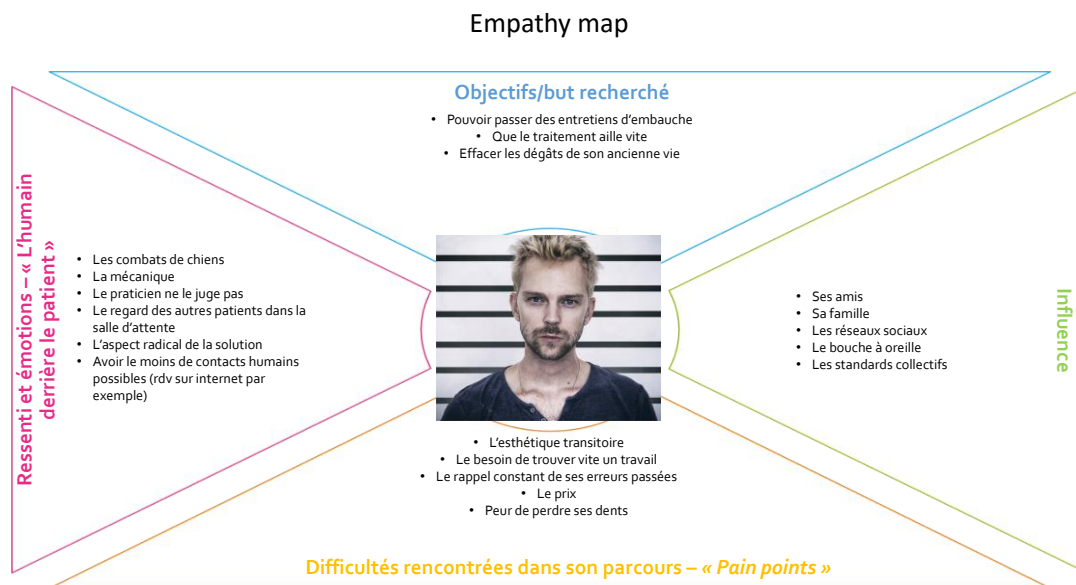 Empathy map
Objectifs/but recherché
• Pouvoir passer des entretiens d'embauche
• Que le traitement aille vite
• Effacer les dégâts de son ancienne vie
Ressenti et émotions – « L'humain
derrière le patient »
• Les combats de chiens
• La mécanique
• Le praticien ne le juge pas
• Le regard des autres patients dans la
salle d'attente
• L'aspect radical de la solution
• Avoir le moins de contacts humains
possibles (rdv sur internet par
exemple)
• Ses amis
• Sa famille
• Les réseaux sociaux
• Le bouche à oreille
• Les standards collectifs
Influence
• L'esthétique transitoire
• Le besoin de trouver vite un travail
• Le rappel constant de ses erreurs passées
• Le prix
• Peur de perdre ses dents
Difficultés rencontrées dans son parcours – « Pain points »